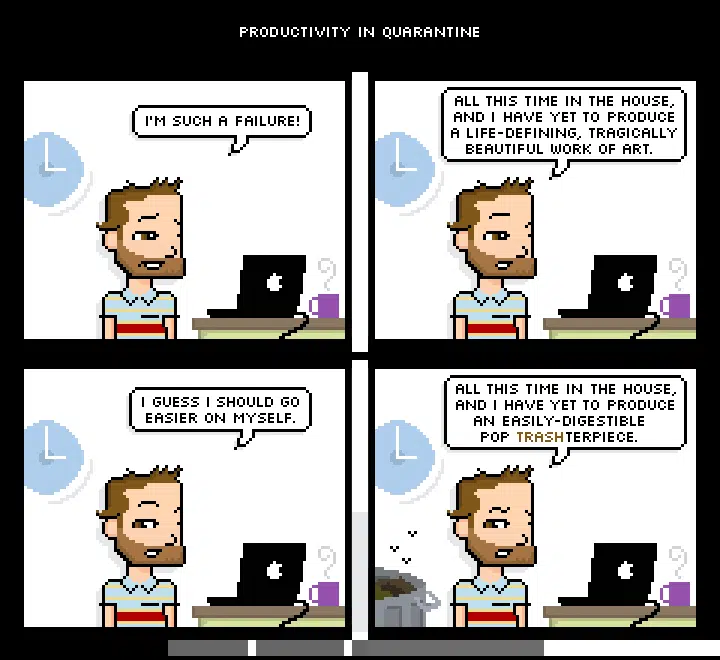 PRODUCTIVITY IN QUARANTINE
I'M SUCH A FAILURE!
ALL THIS TIME IN THE HOUSE,
AND I HAVE YET TO PRODUCE
A LIFE-DEFINING, TRAGICALLY
BEAUTIFUL WORK OF ART.
I GUESS I SHOULD GO
EASIER ON MYSELF.
ALL THIS TIME IN THE HOUSE,
AND I HAVE YET TO PRODUCE
AN EASILY-DIGESTIBLE
POP TRASHTERPIECE.